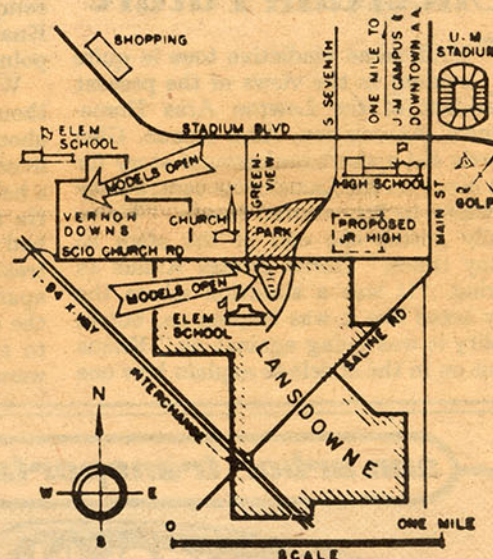 SHOPPING
S SEVENTH
ONE MILE TO
U-M CAMPUS &
DOWNTOWN A A
U-M
STADIUM
ELEM
SCHOOL
STADIUM BLVD
MODELS OPEN
GREEN-
VIEW
HIGH SCHOOL
MAIN ST
GOLF
VERNON
DOWNS
CHURCH
PARK
PROPOSED
JR HIGH
SCIO CHURCH RD
I-94 X-WAY
MODELS OPEN
ELEM
SCHOOL
SALINE RD
LANSDOWNE
INTERCHANGE
N
W
E
S
0
ONE MILE
SCALE